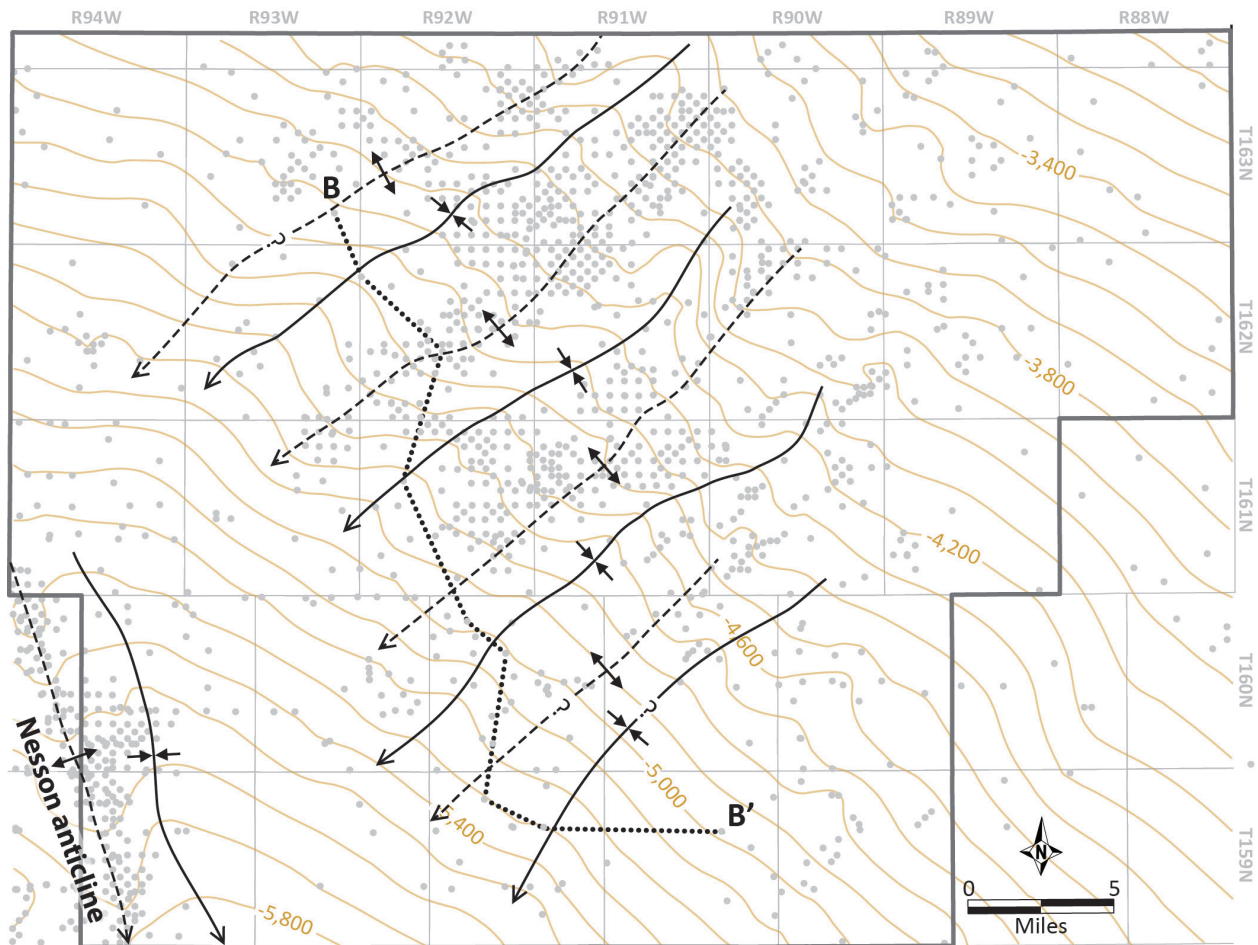 R94W R93W R92W R91W R90W R89W R88W
T163N
-3,400
B
?
T162N
-3,800
T161N
-4,200
-4,600
T160N
?
?
Nesson anticline
-5,000
B'
-5,400
T159N
N
-5,800
0 5
Miles